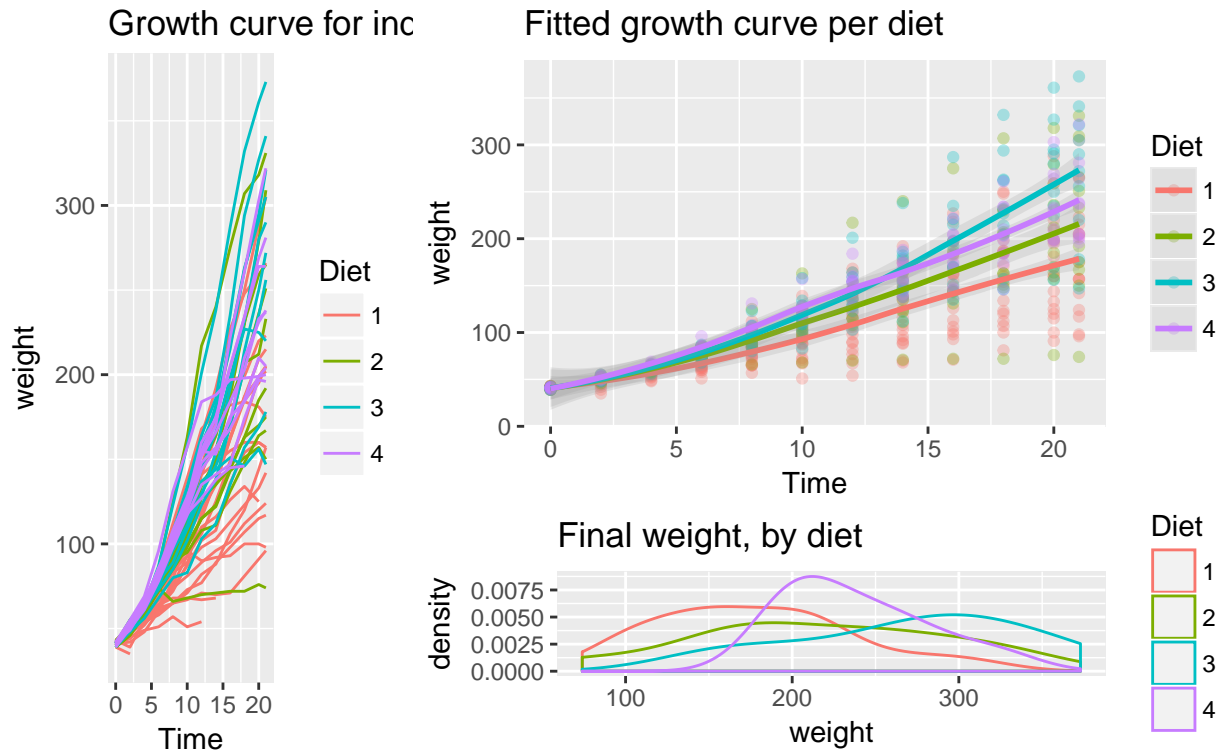 Growth curve for inc
weight
300
200
100
0 5 10 15 20
Time
Diet
1
2
3
4
Fitted growth curve per diet
weight
300
200
100
0
0 5 10 15 20
Time
Diet
1
2
3
4
Final weight, by diet
density
0.0075
0.0050
0.0025
0.0000
100 200 300
weight
Diet
1
2
3
4